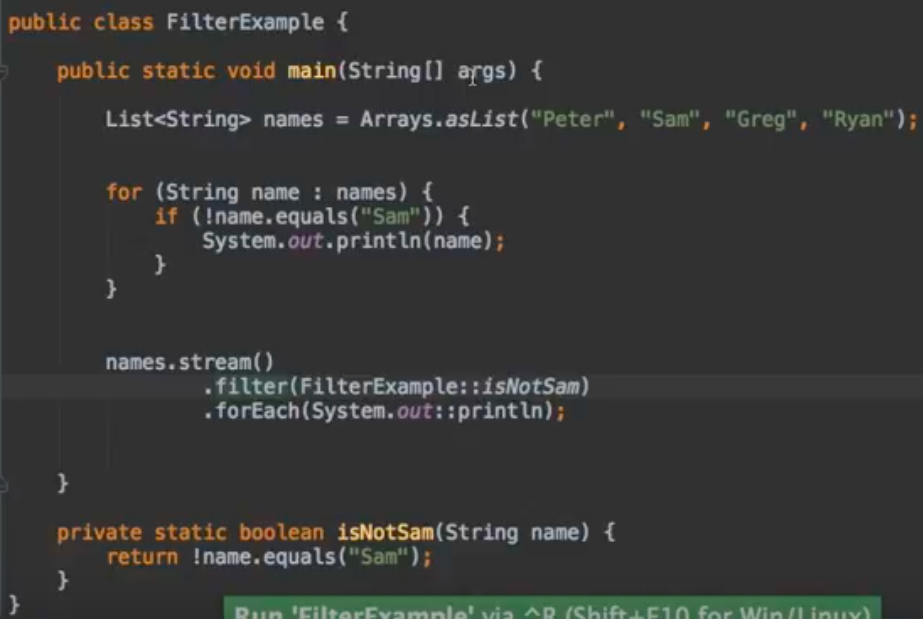 public class FilterExample {
public static void main(String[] args) {
List<String> names = Arrays.asList("Peter", "Sam", "Greg", "Ryan");
for (String name : names) {
if (!name.equals("Sam")) {
System.out.println(name);
}
}
names.stream()
.filter(FilterExample::isNotSam)
.forEach(System.out::println);
}
private static boolean isNotSam(String name) {
return !name.equals("Sam");
}
}
Run 'FilterExample' via ^R (Shift+F10 for Win/Linux)